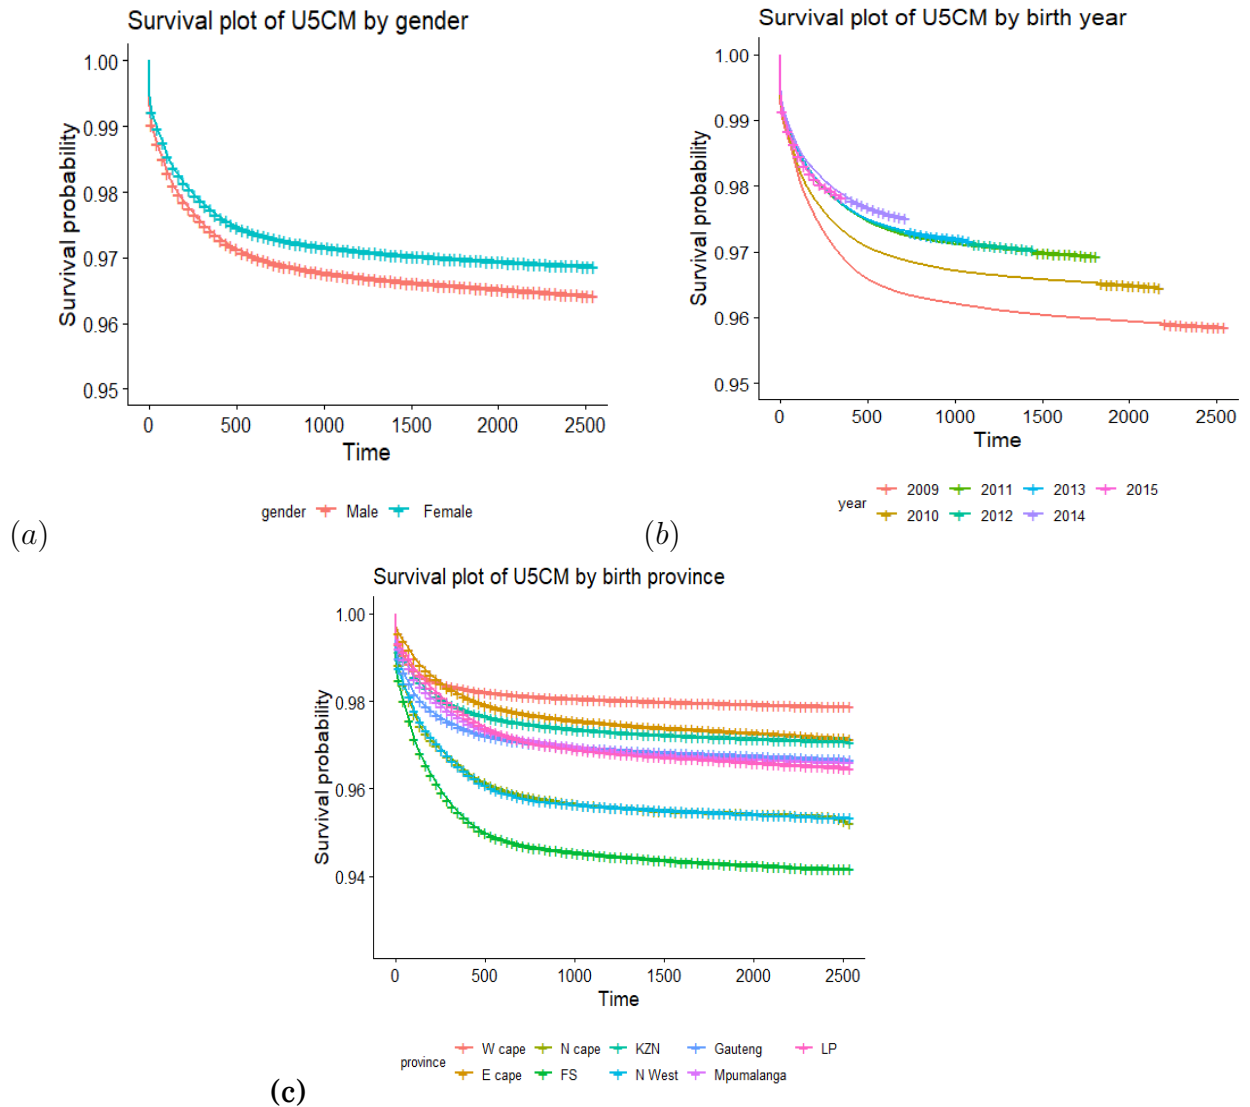 Survival plot of U5CM by gender
Survival probability
1.00
0.99
0.98
0.97
0.96
0.95
0 500 1000 1500 2000 2500
Time
gender Male Female
(a)
Survival plot of U5CM by birth year
Survival probability
1.00
0.99
0.98
0.97
0.96
0.95
0 500 1000 1500 2000 2500
Time
year
2009 2011 2013 2015
2010 2012 2014
(b)
Survival plot of U5CM by birth province
Survival probability
1.00
0.98
0.96
0.94
0 500 1000 1500 2000 2500
Time
province
W cape N cape KZN Gauteng LP
E cape FS N West Mpumalanga
(c)